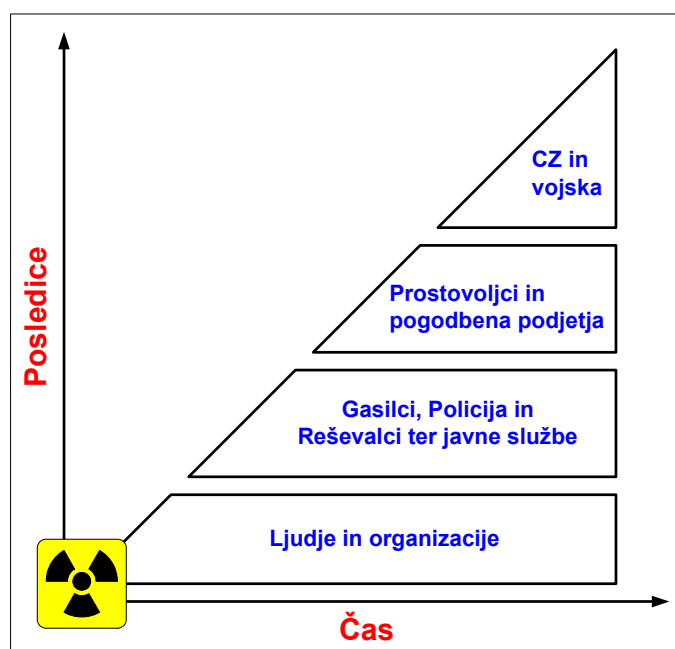 Posledice
CZ in
vojska
Prostovoljci in
pogodbena podjetja
Gasilci, Policija in
Reševalci ter javne službe
Ljudje in organizacije
Čas